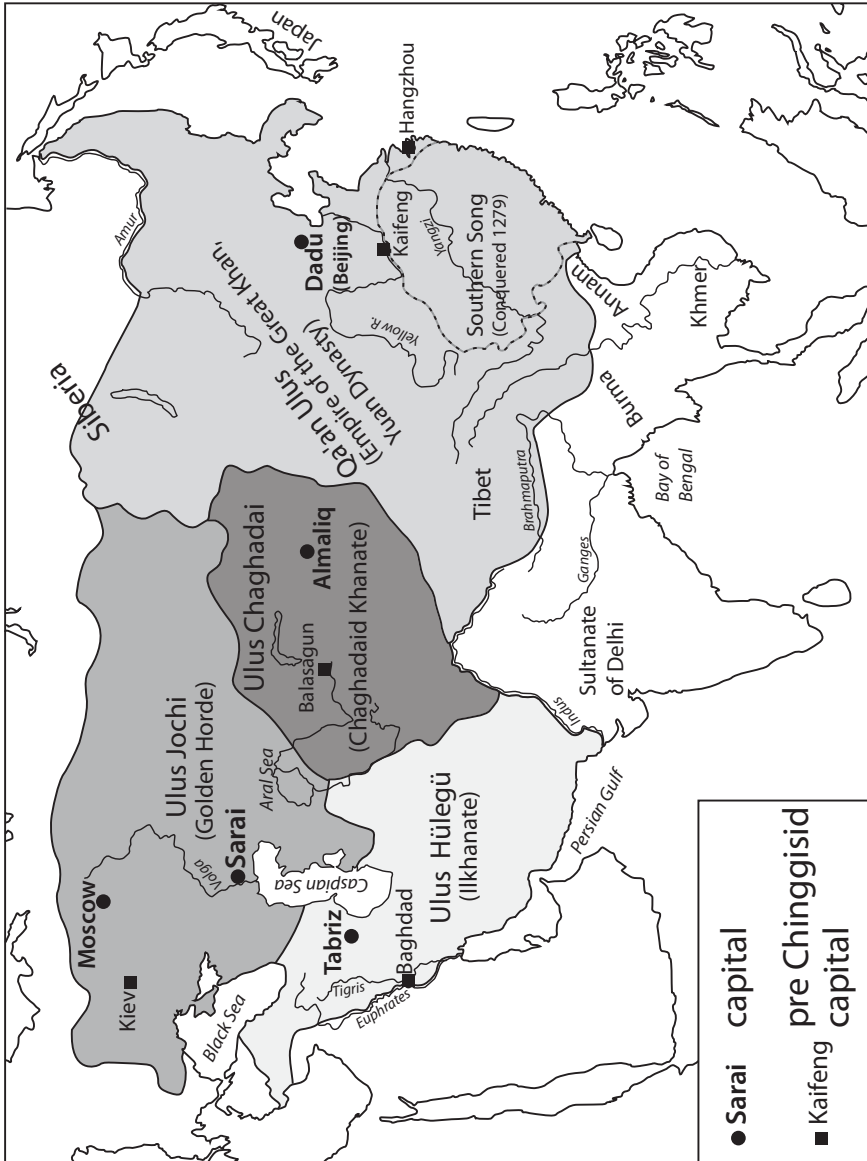 Siberia
Amur
Japan
Moscow
Kiev
Volga
Sarai
Ulus Jochi
(Golden Horde)
Aral Sea
Caspian Sea
Black Sea
Ulus Chaghadai
Balasagun
Almaliq
(Chaghadaid Khanate)
Qa'an Ulus
(Empire of the Great Khan,
Yuan Dynasty)
Dadu
(Beijing)
Kaifeng
Hangzhou
Yellow R.
Yangzi
Southern Song
(Conquered 1279)
Tabriz
Baghdad
Tigris
Euphrates
Ulus Hülegü
(Ilkhanate)
Persian Gulf
Indus
Sultanate
of Delhi
Ganges
Brahmaputra
Tibet
Bay of
Bengal
Burma
Annam
Khmer
Sarai capital
Kaifeng pre Chinggisid
capital